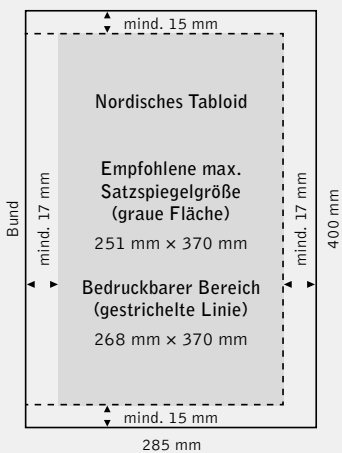 mind. 15 mm
Nordisches Tabloid
Empfohlene max.
Satzspiegelgröße
(graue Fläche)
251 mm × 370 mm
Bund
mind. 17 mm
mind. 17 mm
400 mm
Bedruckbarer Bereich
(gestrichelte Linie)
268 mm × 370 mm
mind. 15 mm
285 mm